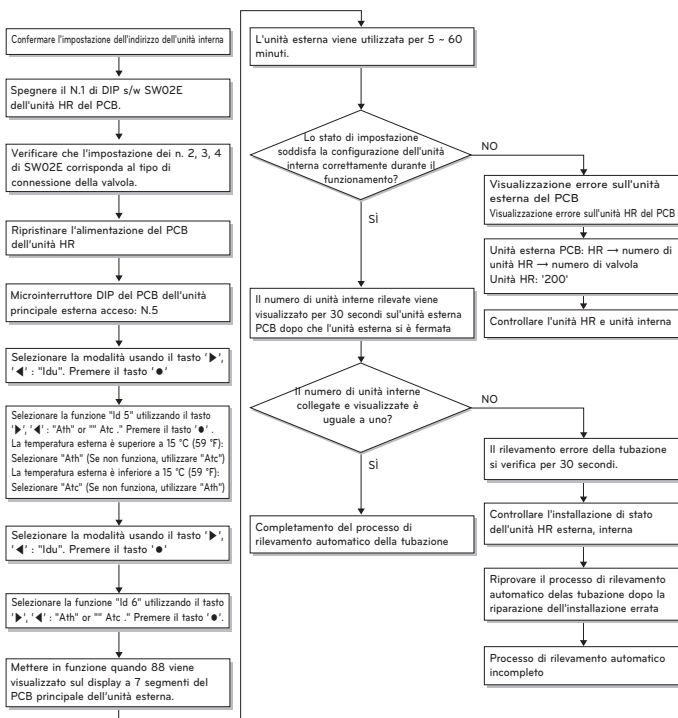 Confermare l'impostazione dell'indirizzo dell'unità interna
Spegnere il N.1 di DIP s/w SW02E
dell'unità HR del PCB.
Verificare che l'impostazione dei n. 2, 3, 4
di SW02E corrisponda al tipo di
connessione della valvola.
Ripristinare l'alimentazione del PCB
dell'unità HR
Microinterruttore DIP del PCB dell'unità
principale esterna acceso: N.5
Selezionare la modalità usando il tasto '▶',
'◀' : "Idu". Premere il tasto '●'
Selezionare la funzione "Id 5" utilizzando il tasto
'▶', '◀' : "Ath" or "" Atc ." Premere il tasto '●' .
La temperatura esterna è superiore a 15 °C (59 °F):
Selezionare "Ath" (Se non funziona, utilizzare "Atc")
La temperatura esterna è inferiore a 15 °C (59 °F):
Selezionare "Atc" (Se non funziona, utilizzare "Ath")
Selezionare la modalità usando il tasto '▶',
'◀' : "Idu". Premere il tasto '●'
Selezionare la funzione "Id 6" utilizzando il tasto
'▶', '◀' : "Ath" or "" Atc ." Premere il tasto '●'.
Mettere in funzione quando 88 viene
visualizzato sul display a 7 segmenti del
PCB principale dell'unità esterna.
L'unità esterna viene utilizzata per 5 ~ 60
minuti.
Lo stato di impostazione
soddisfa la configurazione dell'unità
interna correttamente durante il
funzionamento?
NO
SÌ
Visualizzazione errore sull'unità
esterna del PCB
Visualizzazione errore sull'unità HR del PCB
Unità esterna PCB: HR → numero di
unità HR → numero di valvola
Unità HR: '200'
Controllare l'unità HR e unità interna
Il numero di unità interne rilevate viene
visualizzato per 30 secondi sul'unità esterna
PCB dopo che l'unità esterna si è fermata
Il numero di unità interne
collegate e visualizzate è
uguale a uno?
NO
SÌ
Completamento del processo di
rilevamento automatico della tubazione
Il rilevamento errore della tubazione
si verifica per 30 secondi.
Controllare l'installazione di stato
dell'unità HR esterna, interna
Riprovare il processo di rilevamento
automatico delas tubazione dopo la
riparazione dell'installazione errata
Processo di rilevamento automatico
incompleto